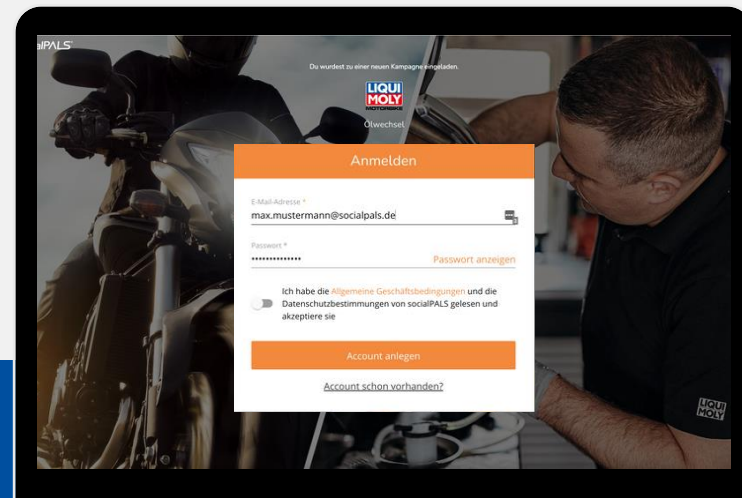 alPALS
Du wurdest zu einer neuen Kampagne eingeladen.
LIQUI
MOLY
MOTORBIKE
Ölwechsel
Anmelden
E-Mail-Adresse *
max.mustermann@socialpals.de
Passwort *
••••••••••••••
Passwort anzeigen
Ich habe die Allgemeine Geschäftsbedingungen und die
Datenschutzbestimmungen von socialPALS gelesen und
akzeptiere sie
Account anlegen
Account schon vorhanden?
LIQUI
MOLY